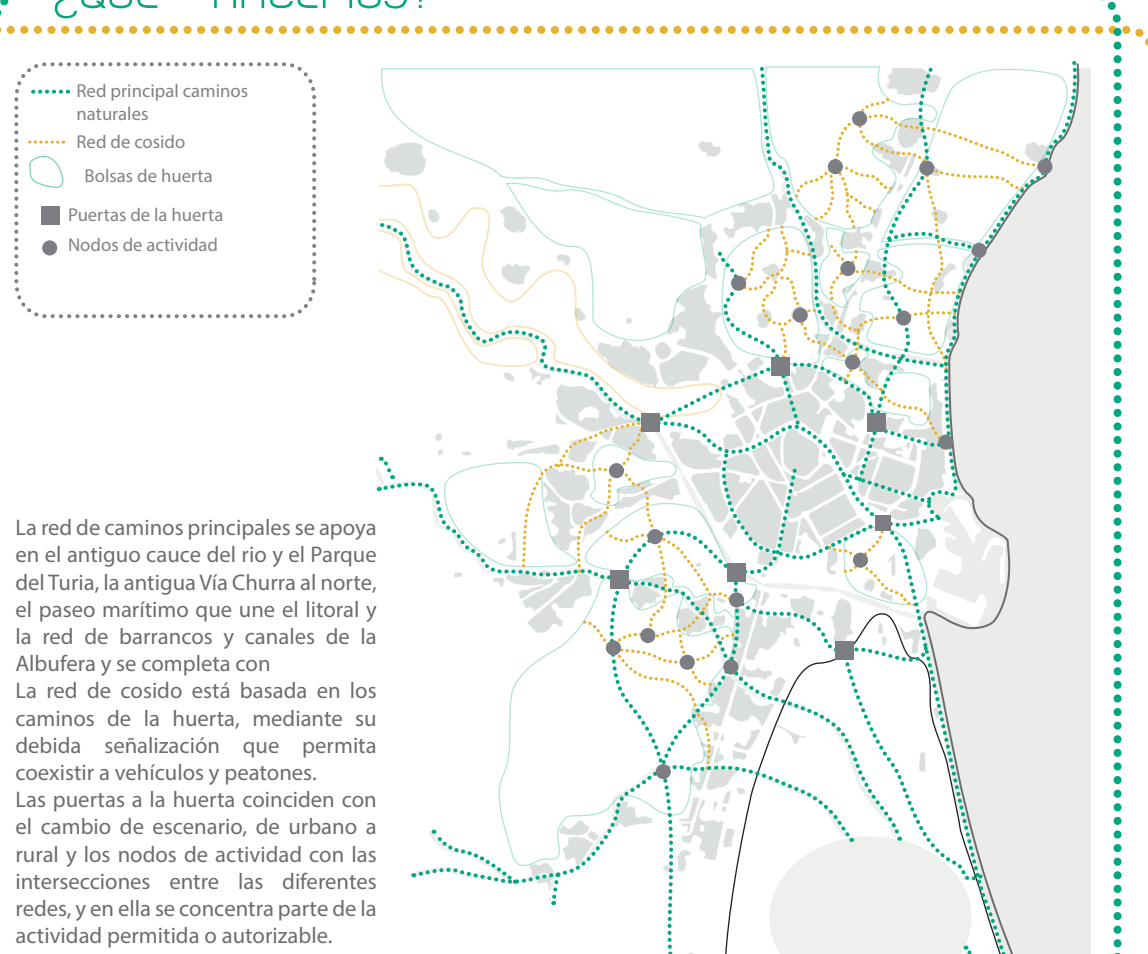 ¿QUÉ HACEMOS?
Red principal caminos
naturales
Red de cosido
Bolsas de huerta
Puertas de la huerta
Nodos de actividad
La red de caminos principales se apoya
en el antiguo cauce del rio y el Parque
del Turia, la antigua Vía Churra al norte,
el paseo marítimo que une el litoral y
la red de barrancos y canales de la
Albufera y se completa con
La red de cosido está basada en los
caminos de la huerta, mediante su
debida señalización que permita
coexistir a vehículos y peatones.
Las puertas a la huerta coinciden con
el cambio de escenario, de urbano a
rural y los nodos de actividad con las
intersecciones entre las diferentes
redes, y en ella se concentra parte de la
actividad permitida o autorizable.